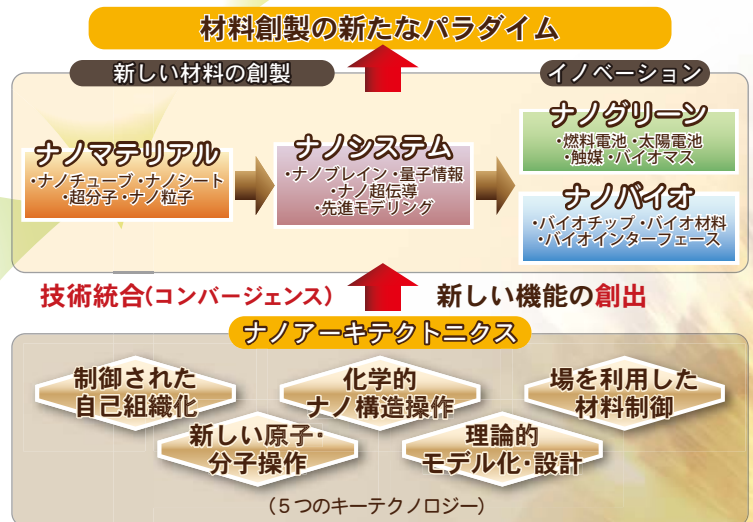 材料創製の新たなパラダイム
新しい材料の創製
イノベーション
ナノマテリアル
・ナノチューブ・ナノシート
・超分子・ナノ粒子
ナノシステム
・ナノブレイン・量子情報
・ナノ超伝導
・先進モデリング
ナノグリーン
・燃料電池・太陽電池
・触媒・バイオマス
ナノバイオ
・バイオチップ・バイオ材料
・バイオインターフェース
技術統合(コンバージェンス)
新しい機能の創出
ナノアーキテクトニクス
制御された
自己組織化
化学的
ナノ構造操作
場を利用した
材料制御
新しい原子・
分子操作
理論的
モデル化・設計
(5つのキーテクノロジー)